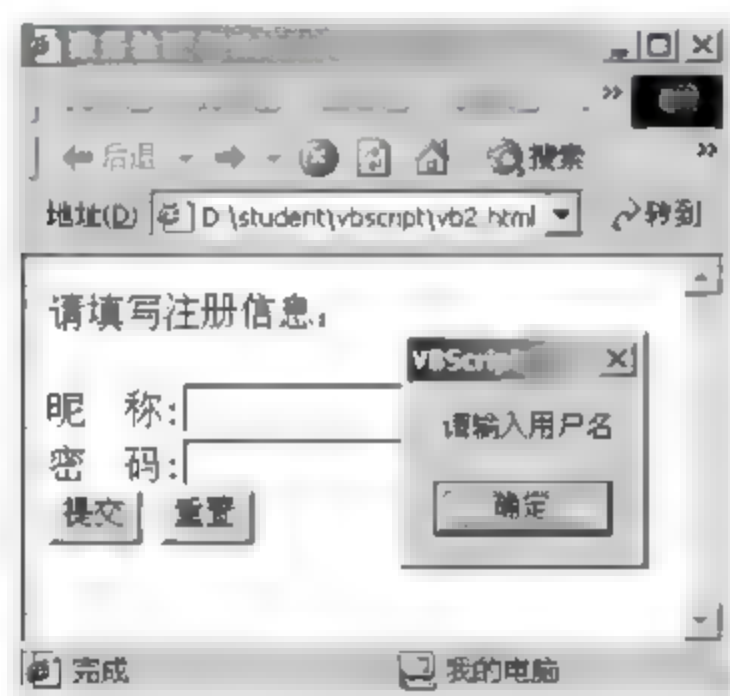 后退 搜索 »
地址(D) D \student\vbscript\vb2 html 转到
请填写注册信息:
VBScript
昵 称:
请输入用户名
密 码:
提交 重置
确定
完成 我的电脑